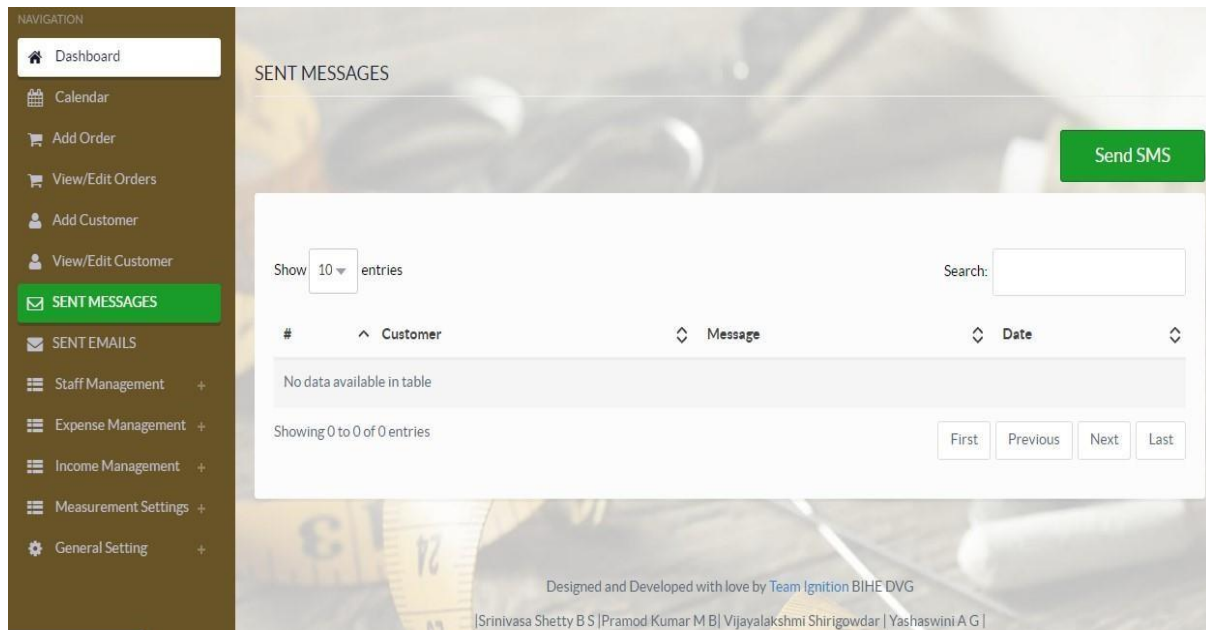 NAVIGATION
Dashboard
Calendar
Add Order
View/Edit Orders
Add Customer
View/Edit Customer
SENT MESSAGES
SENT EMAILS
Staff Management +
Expense Management +
Income Management +
Measurement Settings +
General Setting +
SENT MESSAGES
Send SMS
Show 10 entries Search:
# Customer Message Date
No data available in table
Showing 0 to 0 of 0 entries First Previous Next Last
3 24
Designed and Developed with love by Team Ignition BIHE DVG
|Srinivasa Shetty B S |Pramod Kumar M B| Vijayalakshmi Shirigowdar | Yashaswini A G |